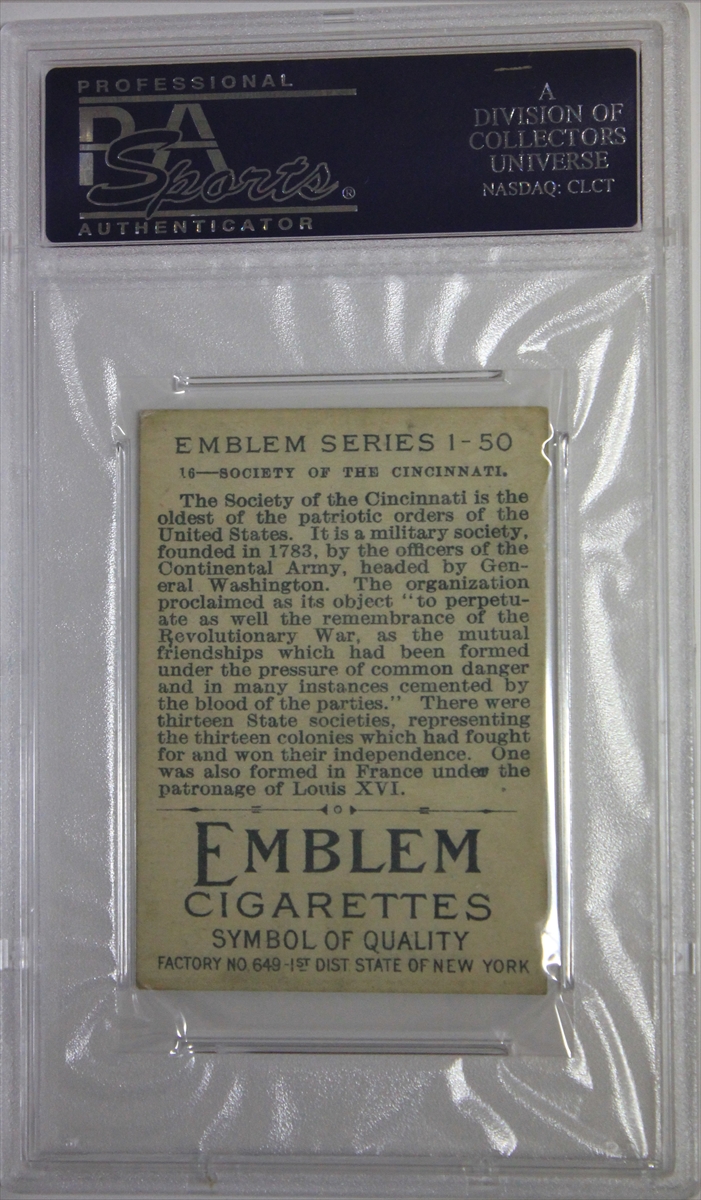 PROFESSIONAL
PSA
Sports®
AUTHENTICATOR
A
DIVISION OF
COLLECTORS
UNIVERSE
NASDAQ: CLCT
EMBLEM SERIES 1-50
16—SOCIETY OF THE CINCINNATI.
The Society of the Cincinnati is the
oldest of the patriotic orders of the
United States. It is a military society,
founded in 1783, by the officers of the
Continental Army, headed by Gen-
eral Washington. The organization
proclaimed as its object "to perpetu-
ate as well the remembrance of the
Revolutionary War, as the mutual
friendships which had been formed
under the pressure of common danger
and in many instances cemented by
the blood of the parties." There were
thirteen State societies, representing
the thirteen colonies which had fought
for and won their independence. One
was also formed in France under the
patronage of Louis XVI.
EMBLEM
CIGARETTES
SYMBOL OF QUALITY
FACTORY NO. 649-1ST DIST STATE OF NEW YORK